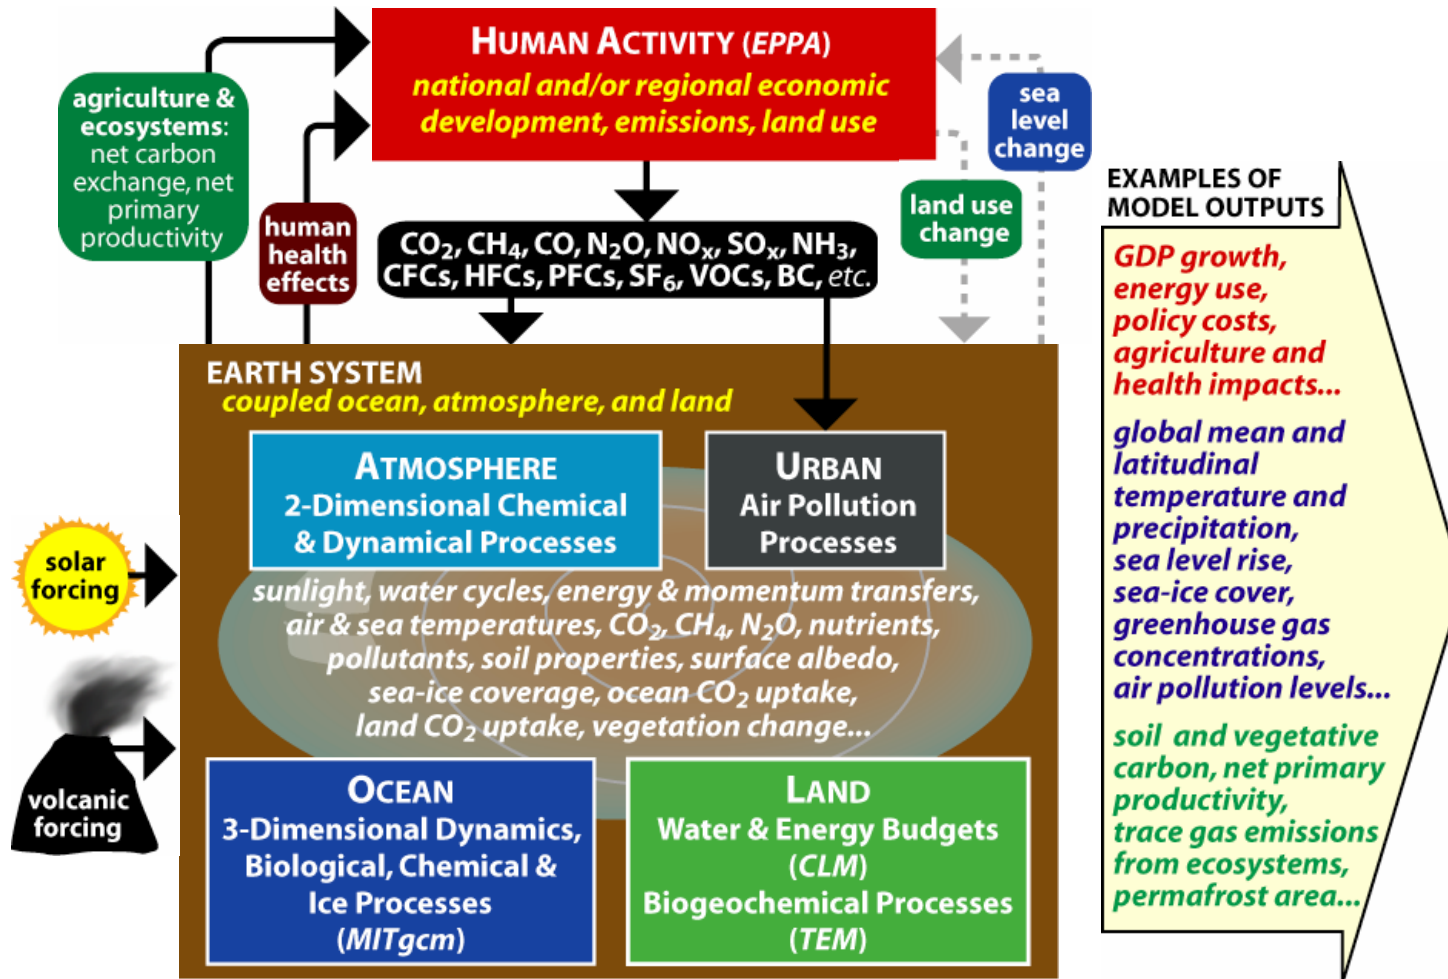 HUMAN ACTIVITY (EPPA)
national and/or regional economic
development, emissions, land use
agriculture &
ecosystems:
net carbon
exchange, net
primary
productivity
human
health
effects
sea
level
change
land use
change
CO₂, CH₄, CO, N₂O, NOₓ, SOₓ, NH₃,
CFCs, HFCs, PFCs, SF₆, VOCs, BC, etc.
EARTH SYSTEM
coupled ocean, atmosphere, and land
ATMOSPHERE
2-Dimensional Chemical
& Dynamical Processes
URBAN
Air Pollution
Processes
solar
forcing
sunlight, water cycles, energy & momentum transfers,
air & sea temperatures, CO₂, CH₄, N₂O, nutrients,
pollutants, soil properties, surface albedo,
sea-ice coverage, ocean CO₂ uptake,
land CO₂ uptake, vegetation change...
volcanic
forcing
OCEAN
3-Dimensional Dynamics,
Biological, Chemical &
Ice Processes
(MITgcm)
LAND
Water & Energy Budgets
(CLM)
Biogeochemical Processes
(TEM)
EXAMPLES OF
MODEL OUTPUTS
GDP growth,
energy use,
policy costs,
agriculture and
health impacts...
global mean and
latitudinal
temperature and
precipitation,
sea level rise,
sea-ice cover,
greenhouse gas
concentrations,
air pollution levels...
soil and vegetative
carbon, net primary
productivity,
trace gas emissions
from ecosystems,
permafrost area...